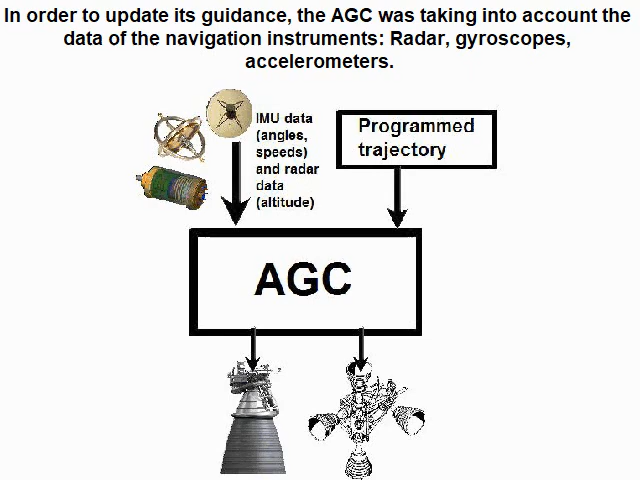 In order to update its guidance, the AGC was taking into account the
data of the navigation instruments: Radar, gyroscopes,
accelerometers.
IMU data
(angles,
speeds)
and radar
data
(altitude)
Programmed
trajectory
AGC